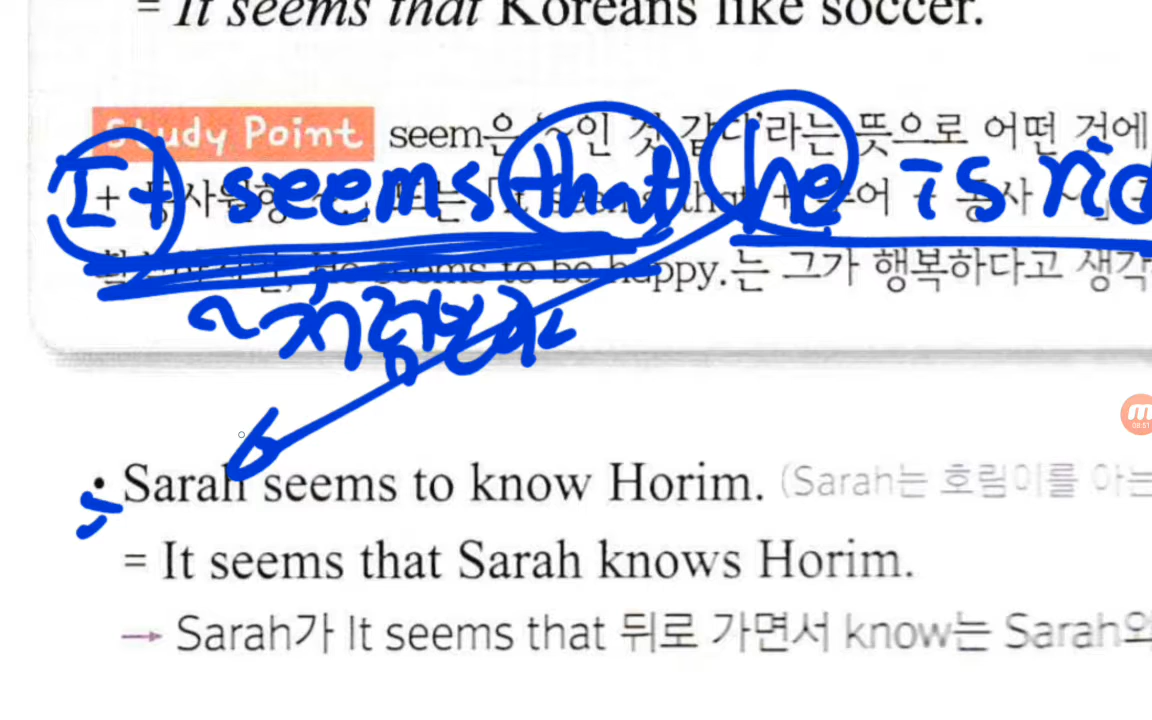 = It seems that Koreans like soccer.
Study Point seem은 '~인 것 같다'라는 뜻으로 어떤 것에
It seems that he is ric
happy.는 그가 행복하다고 생각
~처럼보인다
• Sarah seems to know Horim. (Sarah는 호림이를 아는
= It seems that Sarah knows Horim.
→ Sarah가 It seems that 뒤로 가면서 know는 Sarah와